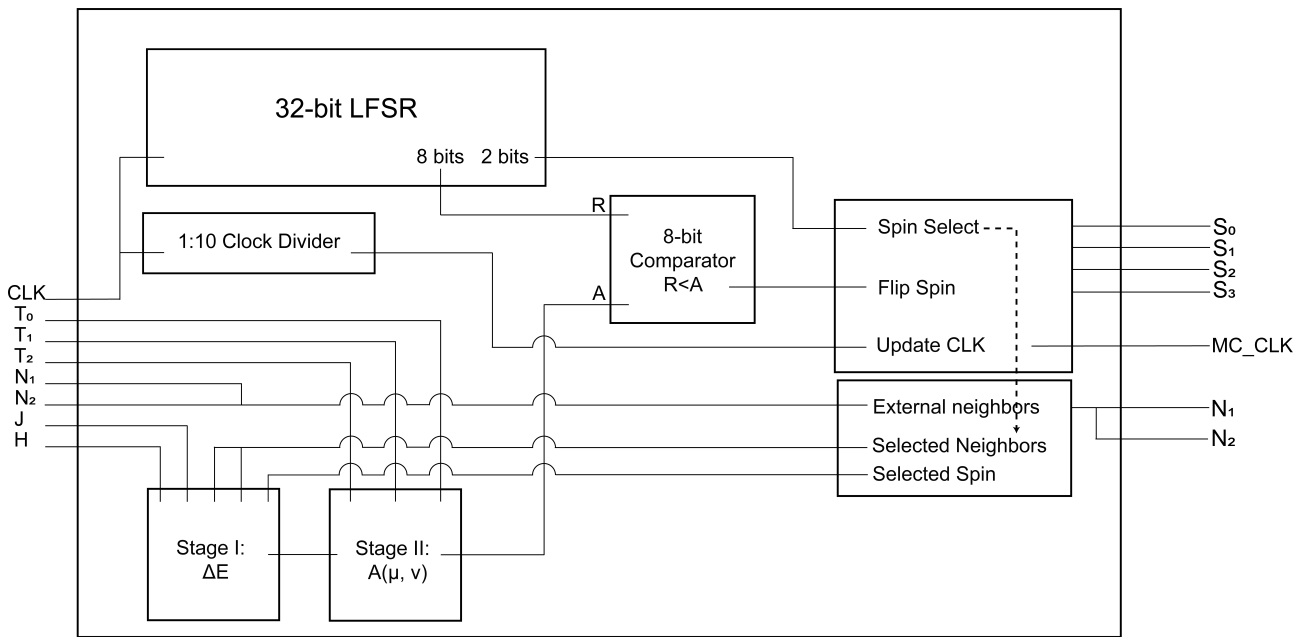 32-bit LFSR
8 bits 2 bits
1:10 Clock Divider
R
8-bit
Comparator
R<A
A
Spin Select
Flip Spin
Update CLK
S₀
S₁
S₂
S₃
MC_CLK
CLK
T₀
T₁
T₂
N₁
N₂
J
H
External neighbors
Selected Neighbors
Selected Spin
N₁
N₂
Stage I:
ΔE
Stage II:
A(μ, ν)